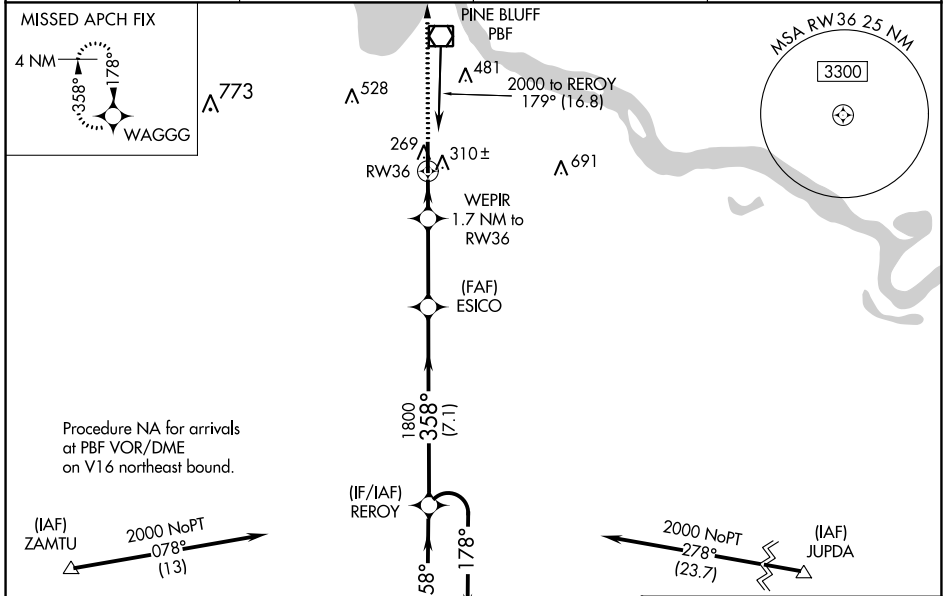 MISSED APCH FIX
4 NM
358°
178°
WAGGG
773
528
PINE BLUFF
PBF
481
2000 to REROY
179° (16.8)
MSA RW36 25 NM
3300
269
310±
RW36
691
WEPIR
1.7 NM to
RW36
(FAF)
ESICO
1800
358°
(7.1)
Procedure NA for arrivals
at PBF VOR/DME
on V16 northeast bound.
(IF/IAF)
REROY
(IAF)
ZAMTU
2000 NoPT
078°
(13)
58°
178°
2000 NoPT
278°
(23.7)
(IAF)
JUPDA